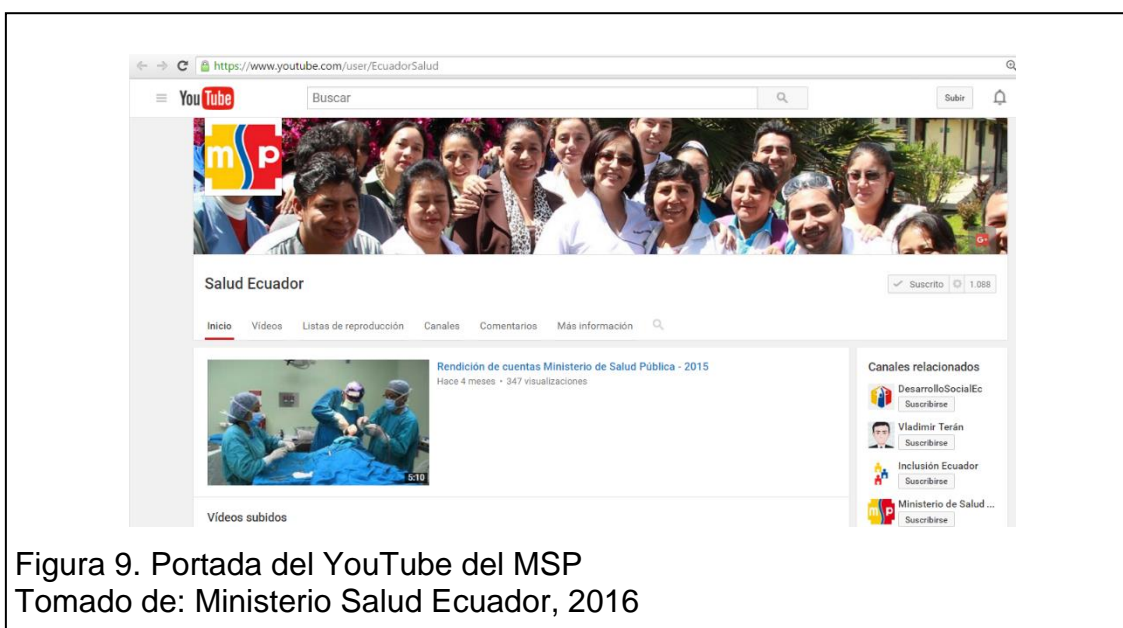 https://www.youtube.com/user/EcuadorSalud
YouTube
Buscar
Subir
msp
G+
Salud Ecuador
Suscrito 1.088
Inicio Vídeos Listas de reproducción Canales Comentarios Más información
Rendición de cuentas Ministerio de Salud Pública - 2015
Hace 4 meses • 347 visualizaciones
5:10
Vídeos subidos
Canales relacionados
DesarrolloSocialEc
Suscribirse
Vladimir Terán
Suscribirse
Inclusión Ecuador
Suscribirse
msp
Ministerio de Salud ...
Suscribirse
Figura 9. Portada del YouTube del MSP
Tomado de: Ministerio Salud Ecuador, 2016